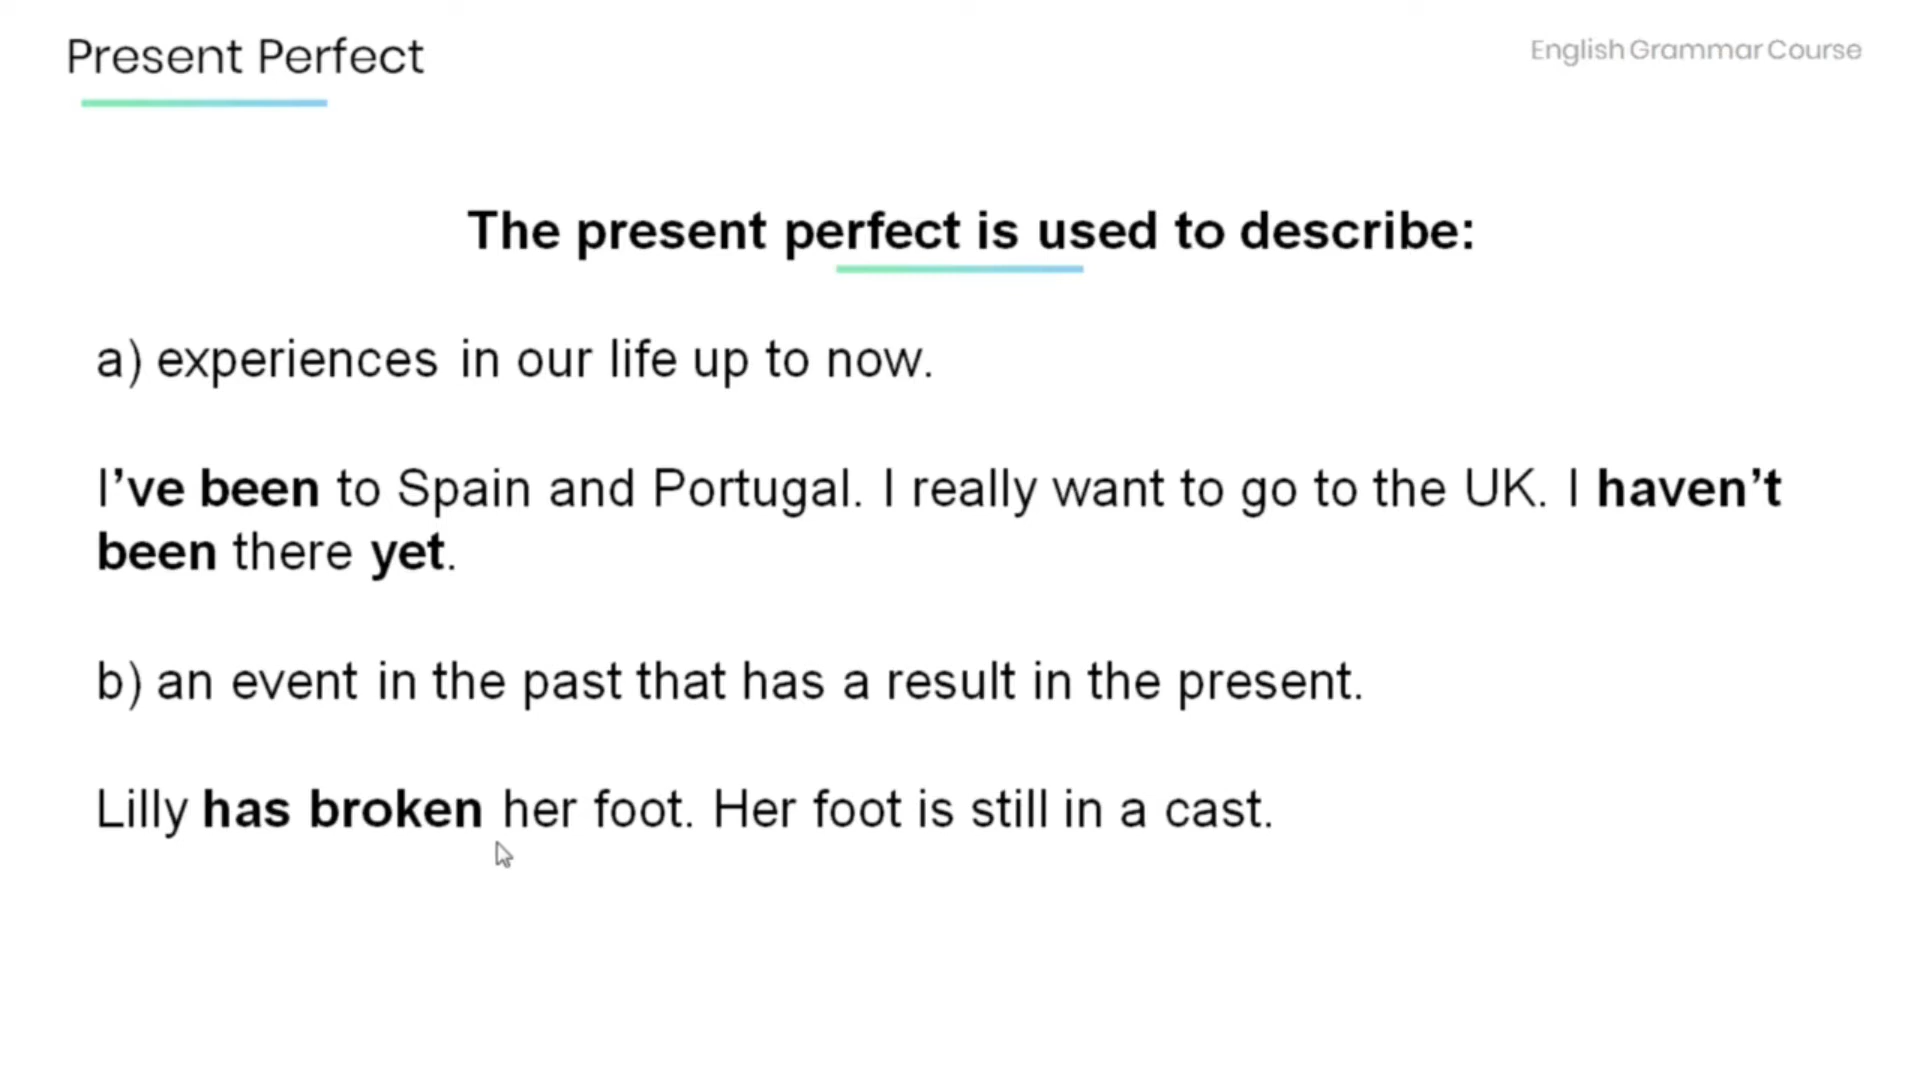 Present Perfect
English Grammar Course
The present perfect is used to describe:
a) experiences in our life up to now.
I’ve been to Spain and Portugal. I really want to go to the UK. I haven’t
been there yet.
b) an event in the past that has a result in the present.
Lilly has broken her foot. Her foot is still in a cast.